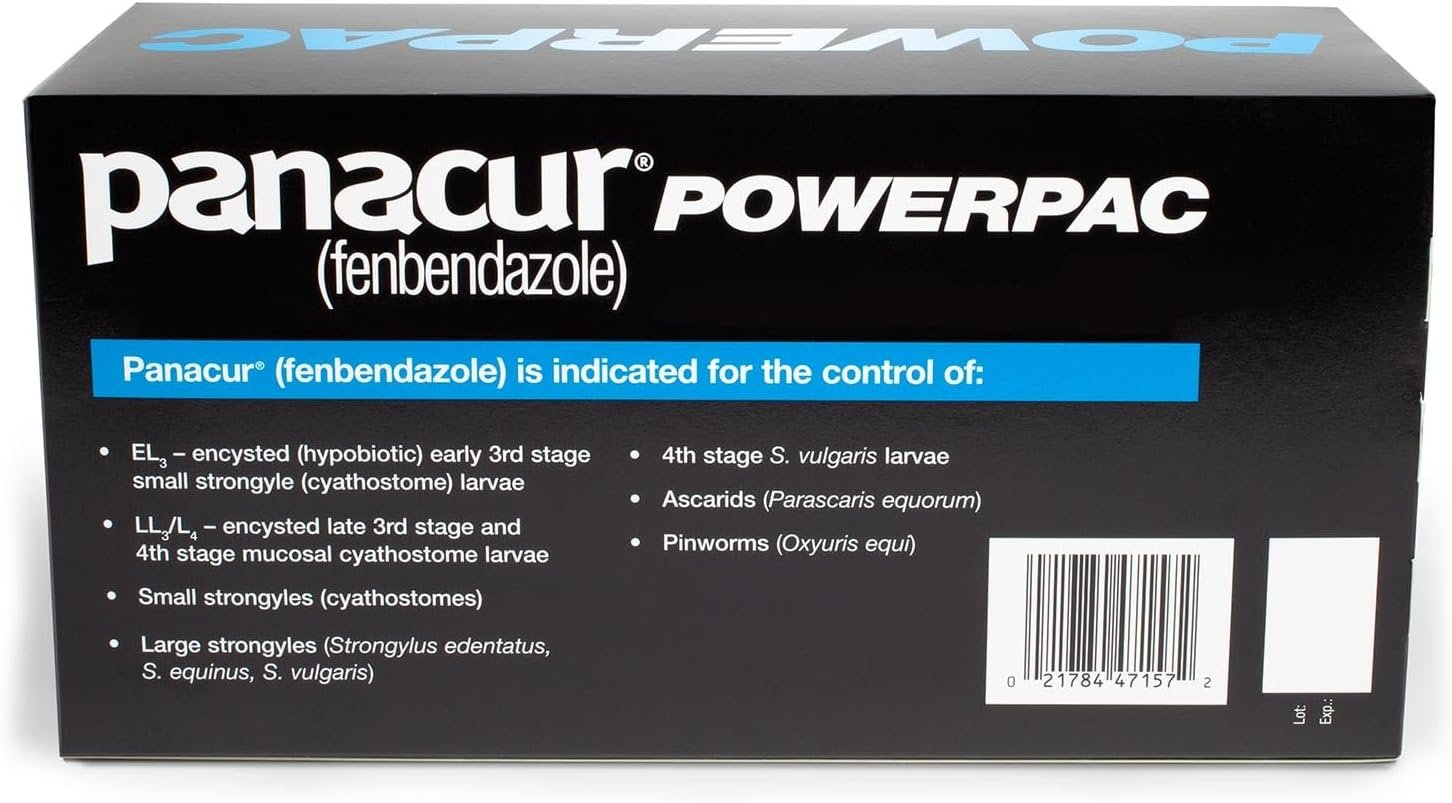 POWERPAC
panacur® POWERPAC
(fenbendazole)
Panacur® (fenbendazole) is indicated for the control of:
• EL₃ – encysted (hypobiotic) early 3rd stage
small strongyle (cyathostome) larvae
• LL₃/L₄ – encysted late 3rd stage and
4th stage mucosal cyathostome larvae
• Small strongyles (cyathostomes)
• Large strongyles (Strongylus edentatus,
S. equinus, S. vulgaris)
• 4th stage S. vulgaris larvae
• Ascarids (Parascaris equorum)
• Pinworms (Oxyuris equi)
0 21784 47157 2
Lot:
Exp.: